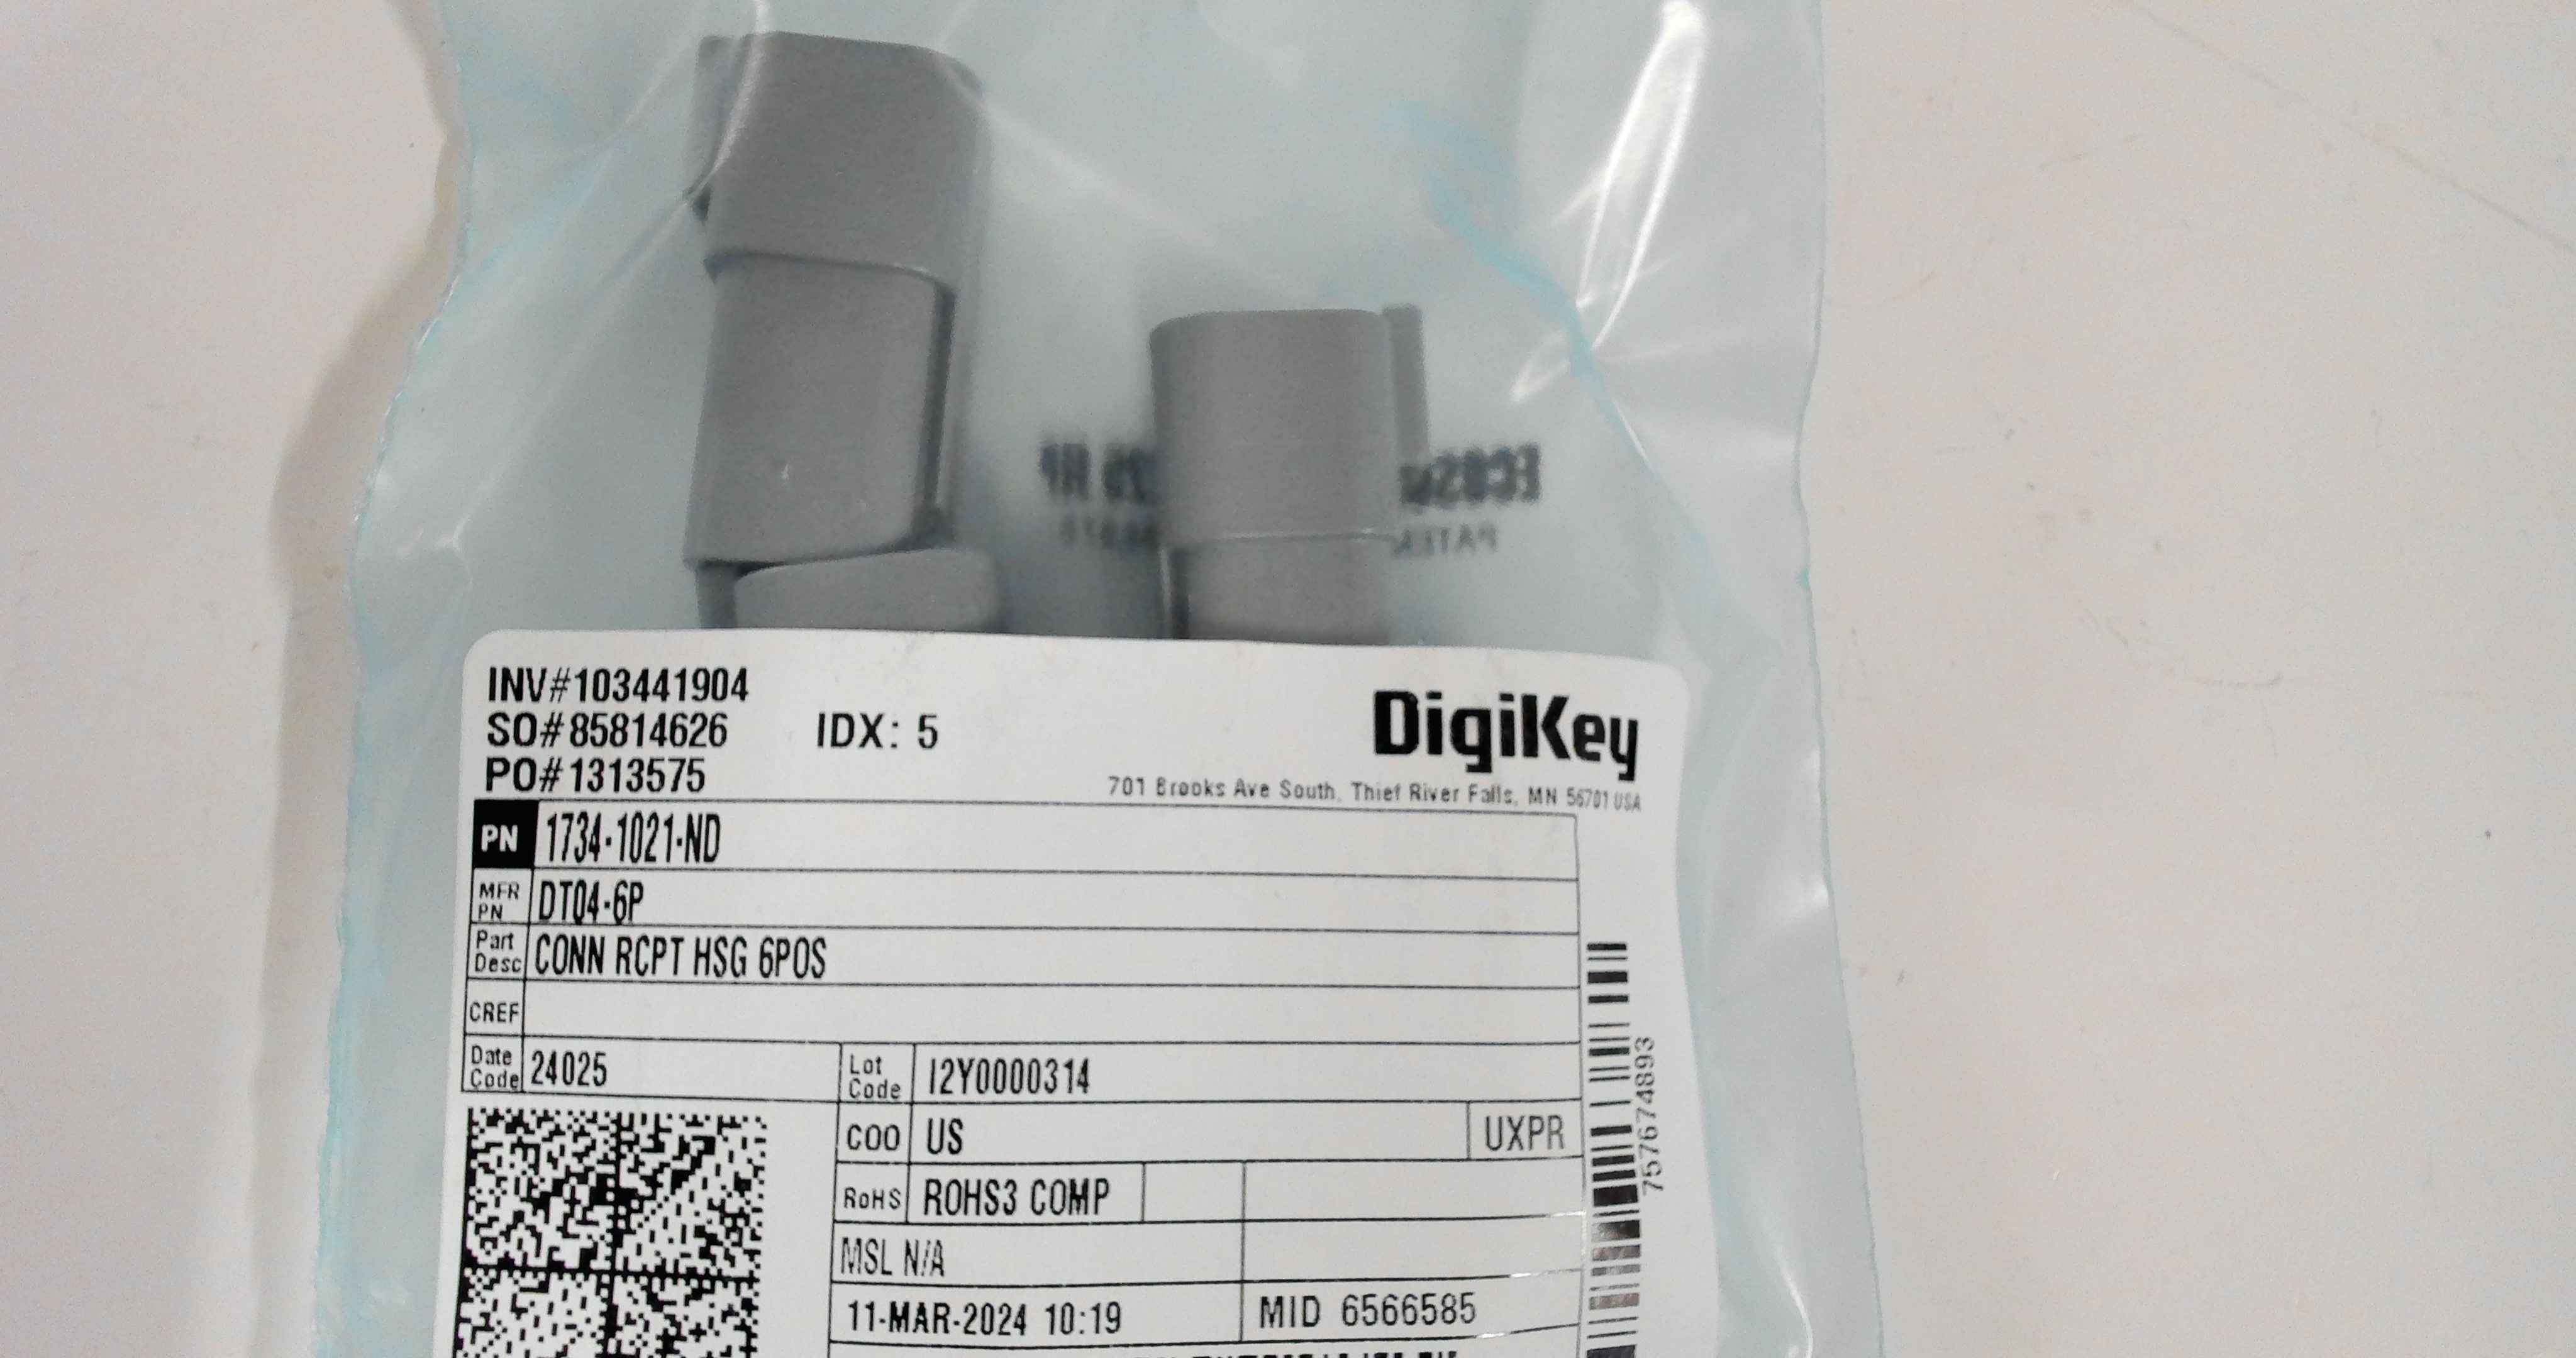 INV#103441904
SO#85814626 IDX: 5
PO#1313575
DigiKey
701 Brooks Ave South, Thief River Falls, MN 56701 USA
PN 1734-1021-ND
MFR PN DT04-6P
Part Desc CONN RCPT HSG 6POS
CREF
Date Code 24025 Lot Code I2Y0000314
COO US UXPR
RoHS ROHS3 COMP
MSL N/A
11-MAR-2024 10:19 MID 6566585
757674893